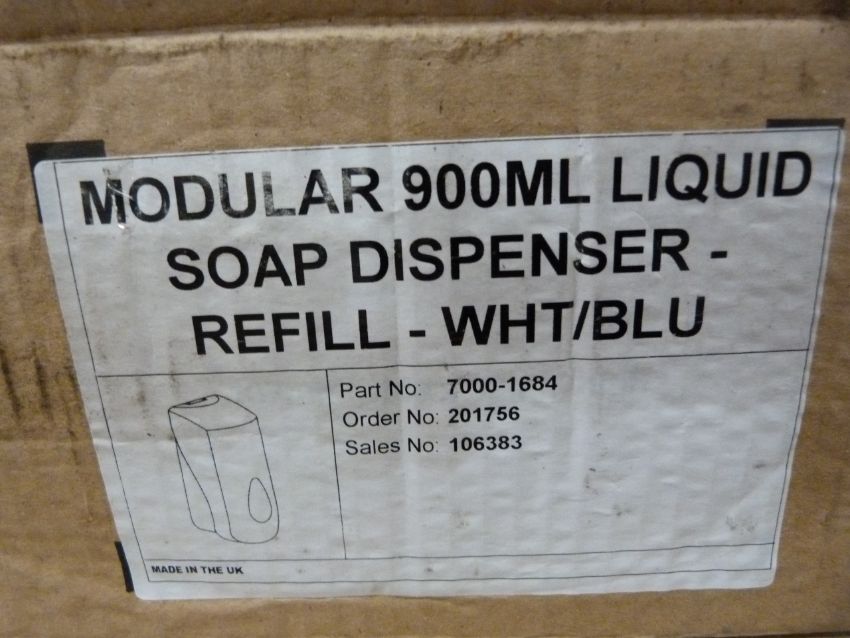 MODULAR 900ML LIQUID
SOAP DISPENSER -
REFILL - WHT/BLU
Part No: 7000-1684
Order No: 201756
Sales No: 106383
MADE IN THE UK